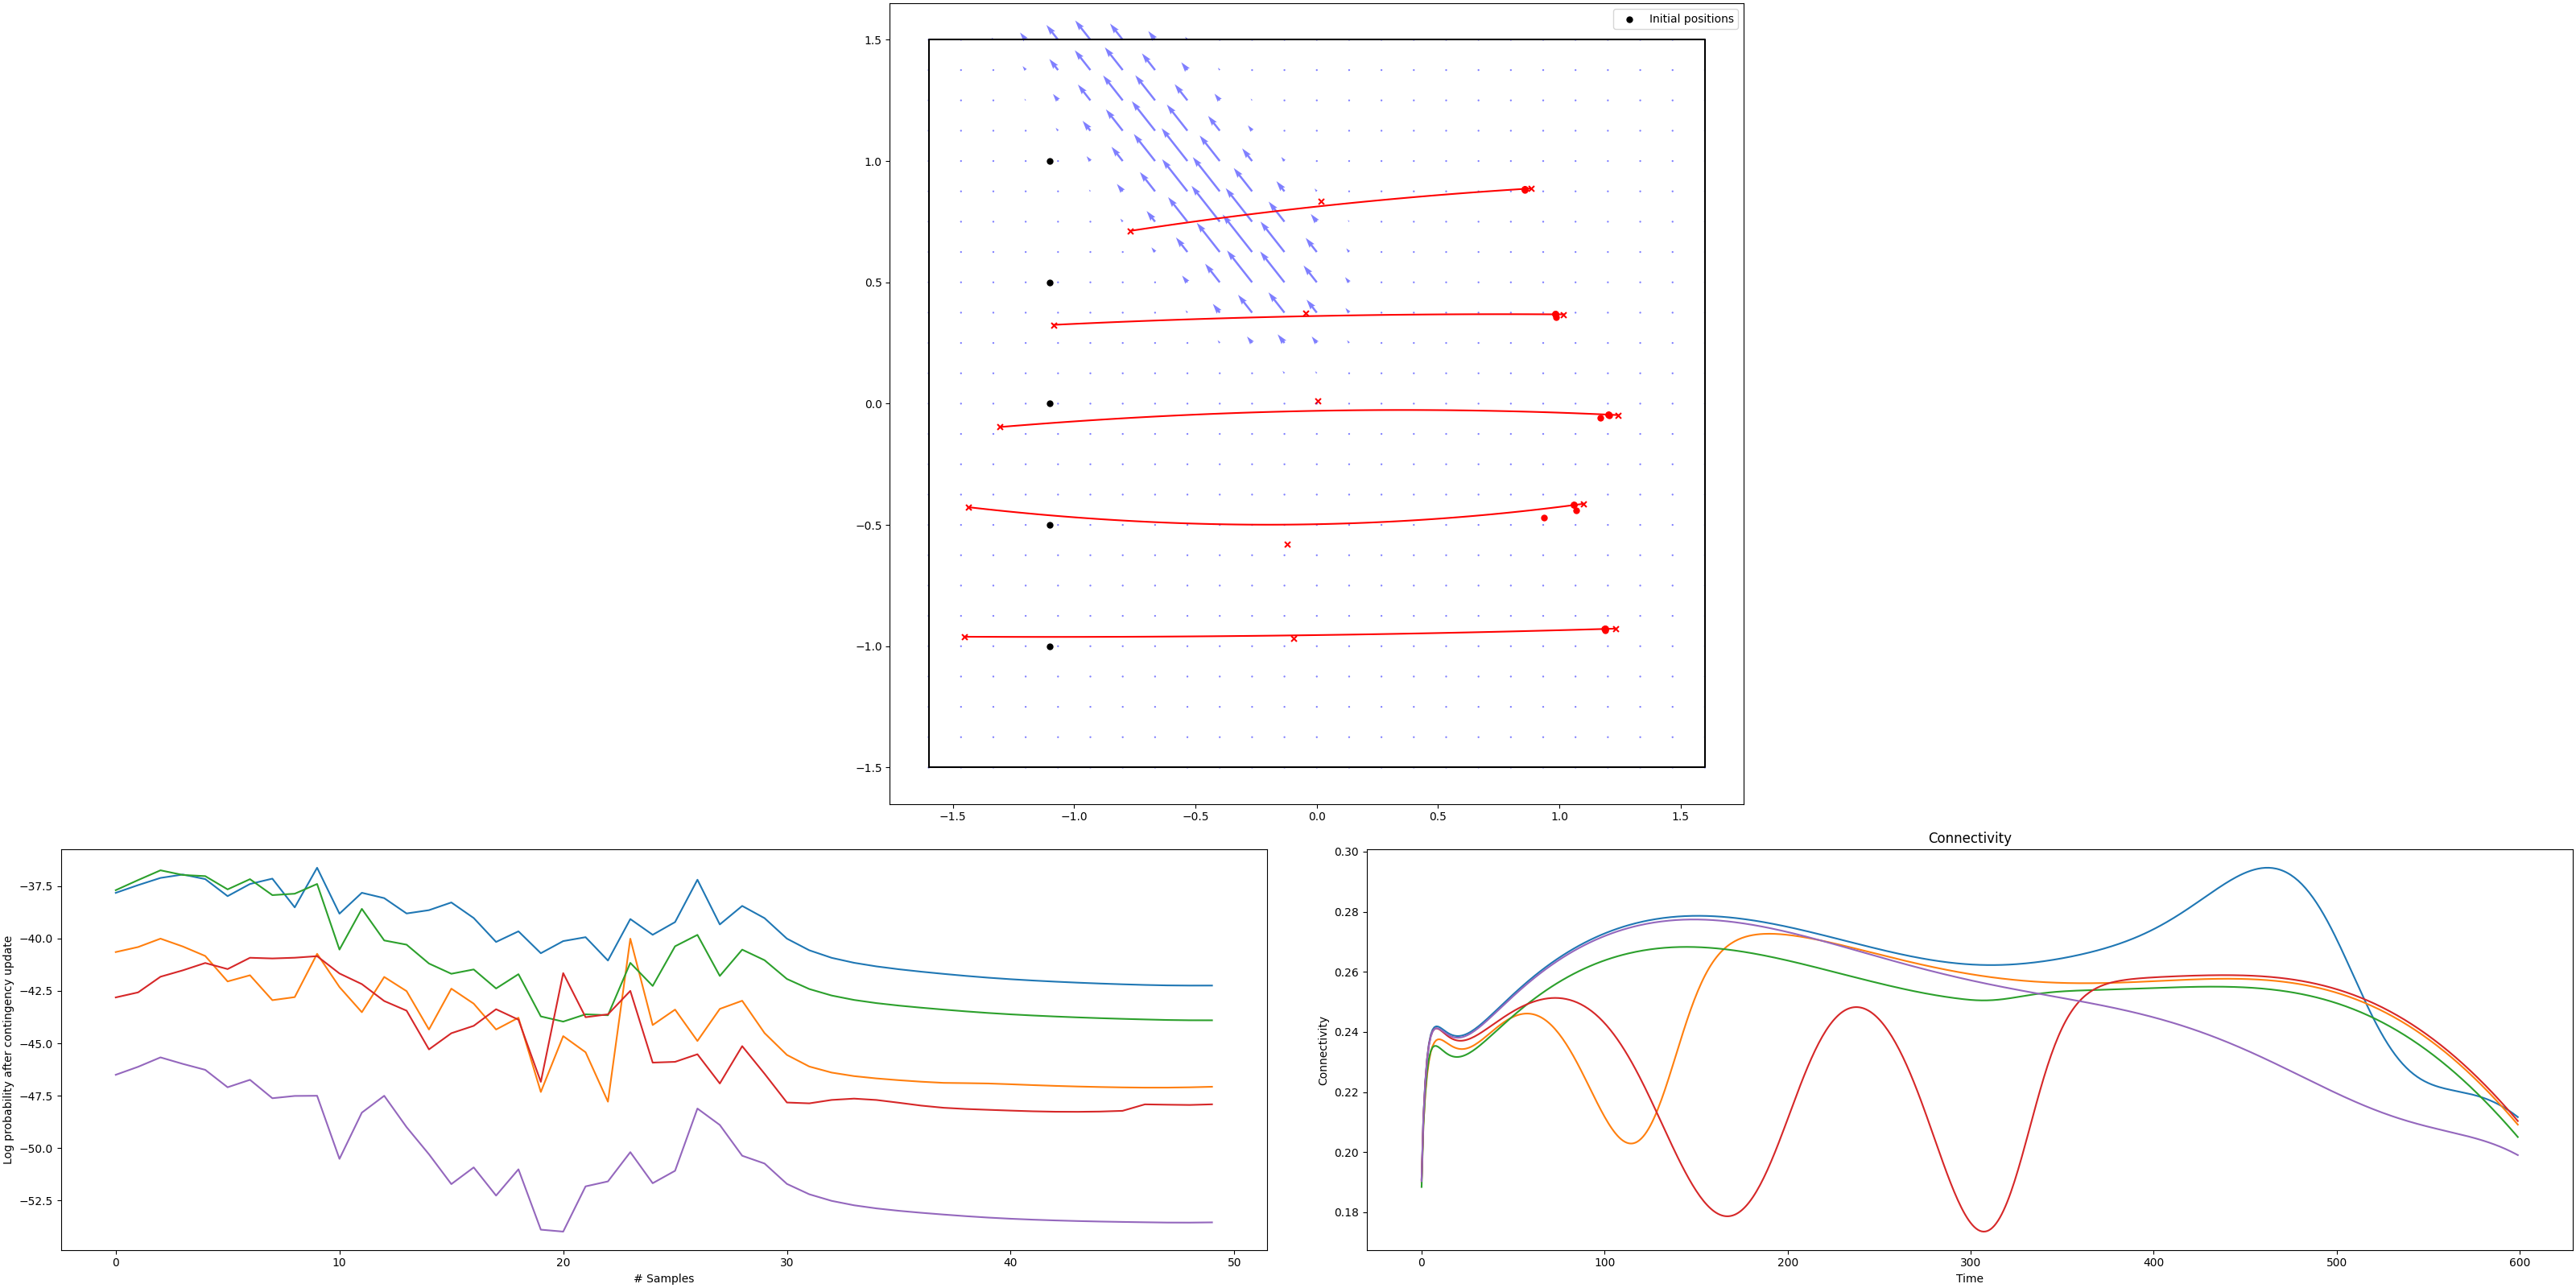 Initial positions
1.5
1.0
0.5
0.0
−0.5
−1.0
−1.5
−1.5 −1.0 −0.5 0.0 0.5 1.0 1.5
Log probability after contingency update
−37.5
−40.0
−42.5
−45.0
−47.5
−50.0
−52.5
0 10 20 30 40 50
# Samples
Connectivity
Connectivity
0.30
0.28
0.26
0.24
0.22
0.20
0.18
0 100 200 300 400 500 600
Time